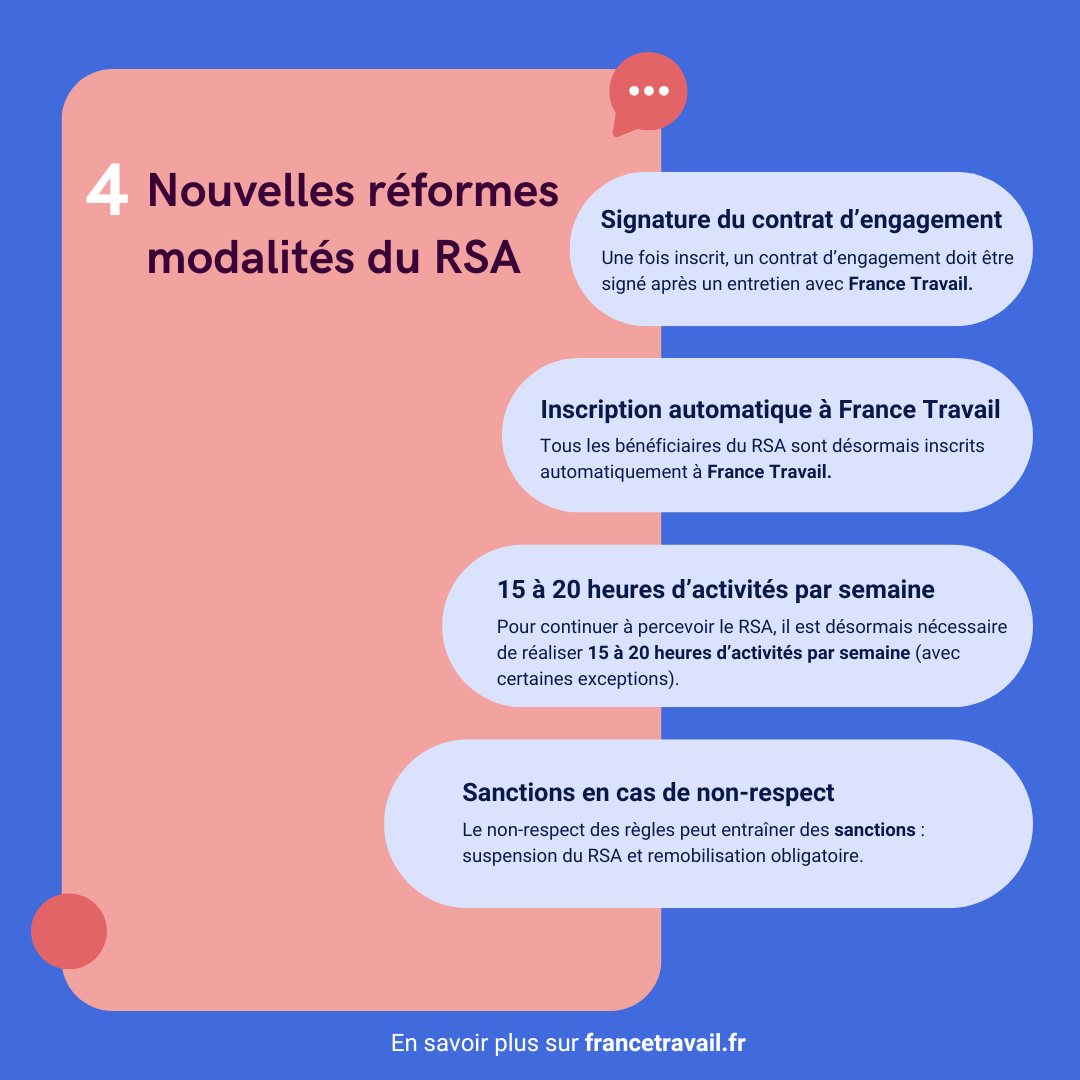 4 Nouvelles réformes
modalités du RSA
Signature du contrat d’engagement
Une fois inscrit, un contrat d’engagement doit être
signé après un entretien avec France Travail.
Inscription automatique à France Travail
Tous les bénéficiaires du RSA sont désormais inscrits
automatiquement à France Travail.
15 à 20 heures d’activités par semaine
Pour continuer à percevoir le RSA, il est désormais nécessaire
de réaliser 15 à 20 heures d’activités par semaine (avec
certaines exceptions).
Sanctions en cas de non-respect
Le non-respect des règles peut entraîner des sanctions :
suspension du RSA et remobilisation obligatoire.
En savoir plus sur francetravail.fr